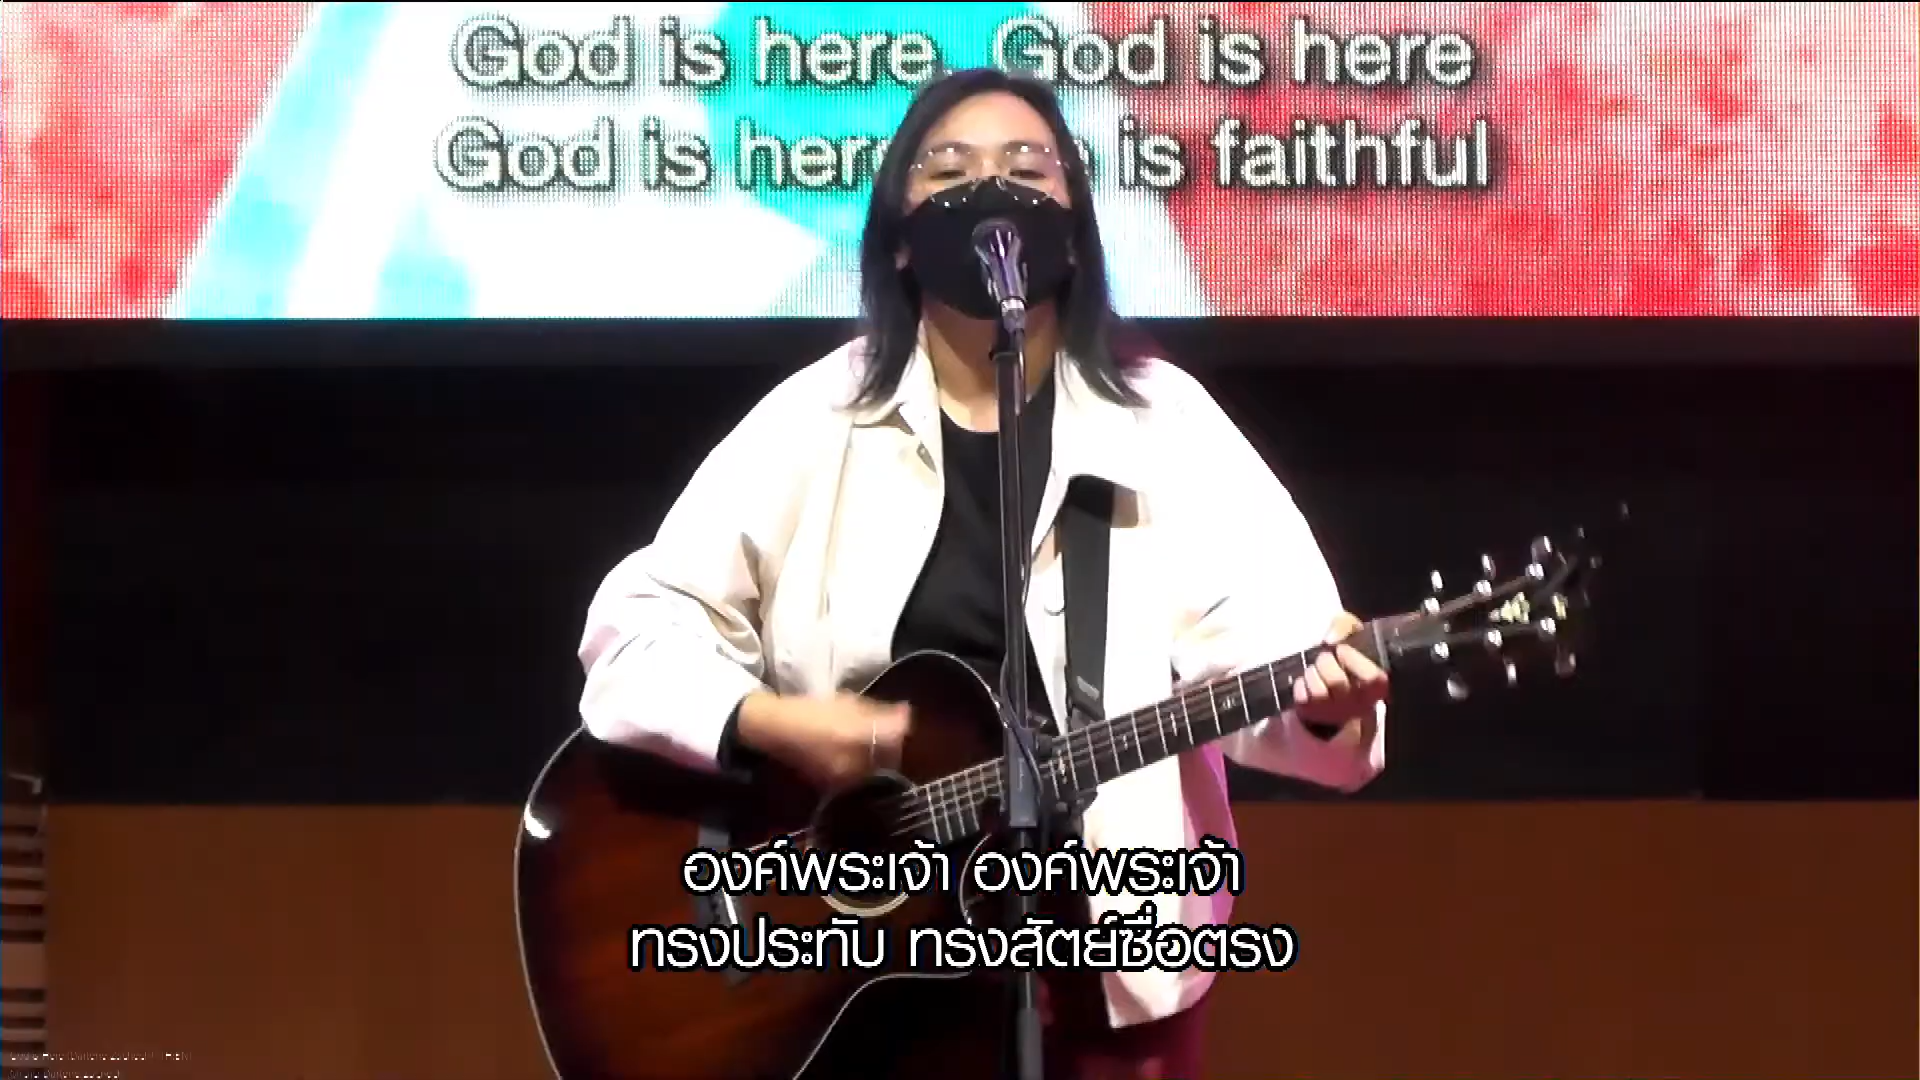 God is here, God is here
God is here is faithful
องค์พระเจ้า องค์พระเจ้า
ทรงประทับ ทรงสัตย์ซื่อตรง